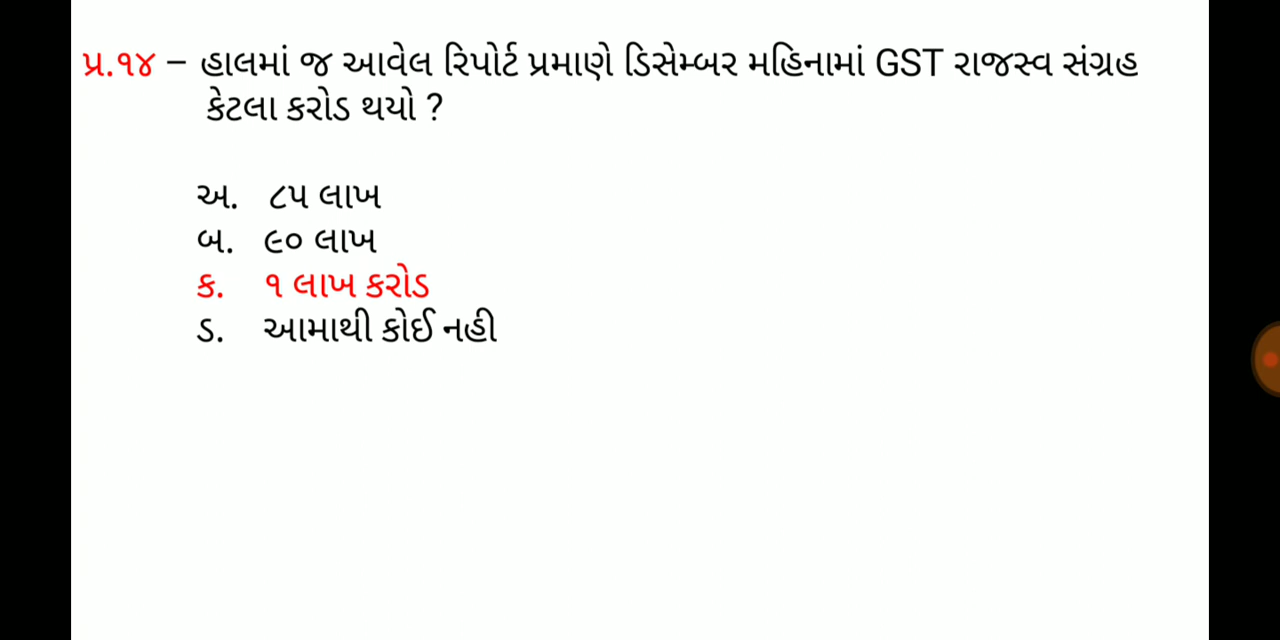 પ્ર.૧૪ – હાલમાં જ આવેલ રિપોર્ટ પ્રમાણે ડિસેમ્બર મહિનામાં GST રાજસ્વ સંગ્રહ
કેટલા કરોડ થયો ?
અ. ૮૫ લાખ
બ. ૯૦ લાખ
ક. ૧ લાખ કરોડ
ડ. આમાથી કોઈ નહી